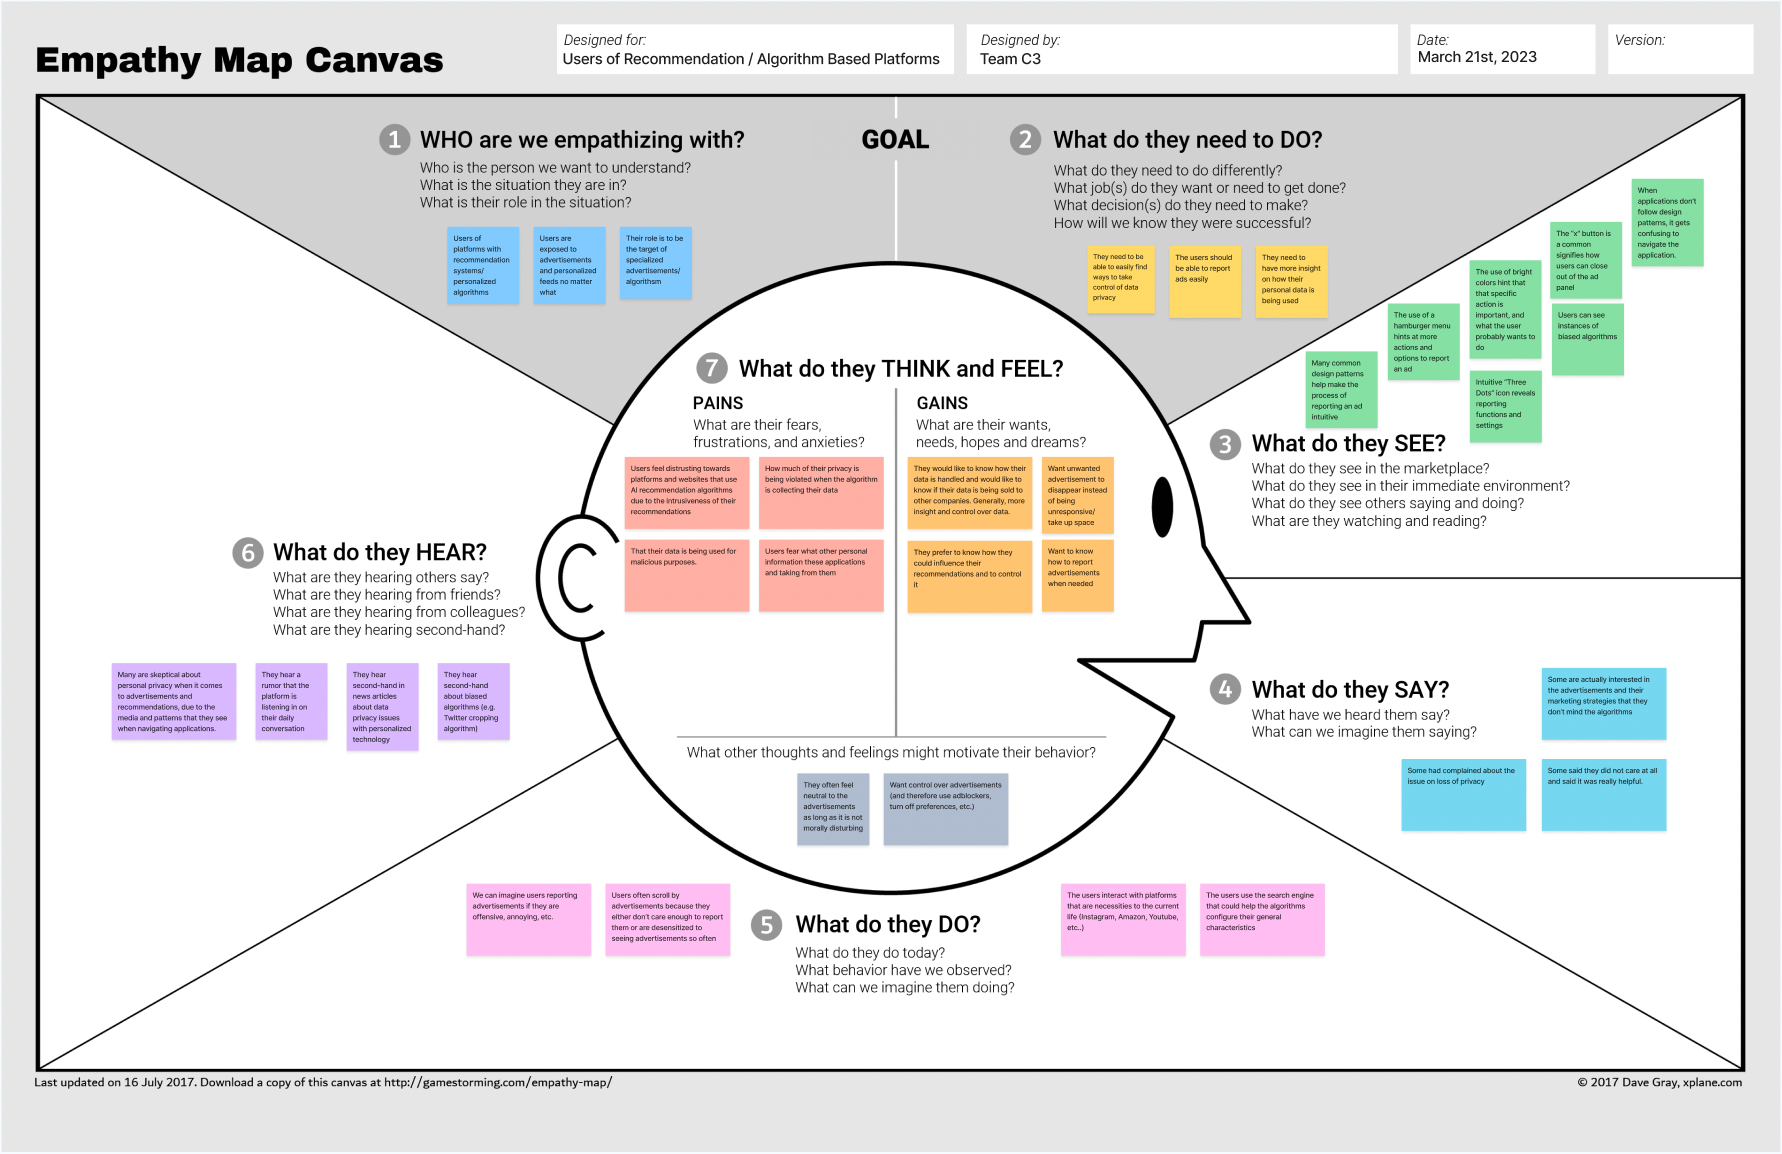 Empathy Map Canvas
Designed for:
Users of Recommendation / Algorithm Based Platforms
Designed by:
Team C3
Date:
March 21st, 2023
Version:
1 WHO are we empathizing with?
Who is the person we want to understand?
What is the situation they are in?
What is their role in the situation?
Users of
platforms with
recommendation
systems/
personalized
algorithms
Users are
exposed to
advertisements
and personalized
feeds no matter
what
Their role is to be
the target of
specialized
advertisements/
algorithsm
GOAL
2 What do they need to DO?
What do they need to do differently?
What job(s) do they want or need to get done?
What decision(s) do they need to make?
How will we know they were successful?
They need to be
able to easily find
ways to take
control of data
privacy
The users should
be able to report
ads easily
They need to
have more insight
on how their
personal data is
being used
Many common
design patterns
help make the
process of
reporting an ad
intuitive
The use of a
hamburger menu
hints at more
actions and
options to report
an ad
The use of bright
colors hint that
that specific
action is
important, and
what the user
probably wants to
do
Intuitive "Three
Dots" icon reveals
reporting
functions and
settings
The "x" button is
a common
signifies how
users can close
out of the ad
panel
Users can see
instances of
biased algorithms
When
applications don't
follow design
patterns, it gets
confusing to
navigate the
application.
3 What do they SEE?
What do they see in the marketplace?
What do they see in their immediate environment?
What do they see others saying and doing?
What are they watching and reading?
4 What do they SAY?
What have we heard them say?
What can we imagine them saying?
Some are actually interested in
the advertisements and their
marketing strategies that they
don't mind the algorithms
Some had complained about the
issue on loss of privacy
Some said they did not care at all
and said it was really helpful.
5 What do they DO?
What do they do today?
What behavior have we observed?
What can we imagine them doing?
We can imagine users reporting
advertisements if they are
offensive, annoying, etc.
Users often scroll by
advertisements because they
either don't care enough to report
them or are desensitized to
seeing advertisements so often
The users interact with platforms
that are necessities to the current
life (Instagram, Amazon, Youtube,
etc..)
The users use the search engine
that could help the algorithms
configure their general
characteristics
6 What do they HEAR?
What are they hearing others say?
What are they hearing from friends?
What are they hearing from colleagues?
What are they hearing second-hand?
Many are skeptical about
personal privacy when it comes
to advertisements and
recommendations, due to the
media and patterns that they see
when navigating applications.
They hear a
rumor that the
platform is
listening in on
their daily
conversation
They hear
second-hand in
news articles
about data
privacy issues
with personalized
technology
They hear
second-hand
about biased
algorithms (e.g.
Twitter cropping
algorithm)
7 What do they THINK and FEEL?
PAINS
What are their fears,
frustrations, and anxieties?
Users feel distrusting towards
platforms and websites that use
AI recommendation algorithms
due to the intrusiveness of their
recommendations
How much of their privacy is
being violated when the algorithm
is collecting their data
That their data is being used for
malicious purposes.
Users fear what other personal
information these applications
and taking from them
GAINS
What are their wants,
needs, hopes and dreams?
They would like to know how their
data is handled and would like to
know if their data is being sold to
other companies. Generally, more
insight and control over data.
Want unwanted
advertisement to
disappear instead
of being
unresponsive/
take up space
They prefer to know how they
could influence their
recommendations and to control
it
Want to know
how to report
advertisements
when needed
What other thoughts and feelings might motivate their behavior?
They often feel
neutral to the
advertisements
as long as it is not
morally disturbing
Want control over advertisements
(and therefore use adblockers,
turn off preferences, etc.)
Last updated on 16 July 2017. Download a copy of this canvas at http://gamestorming.com/empathy-map/
© 2017 Dave Gray, xplane.com